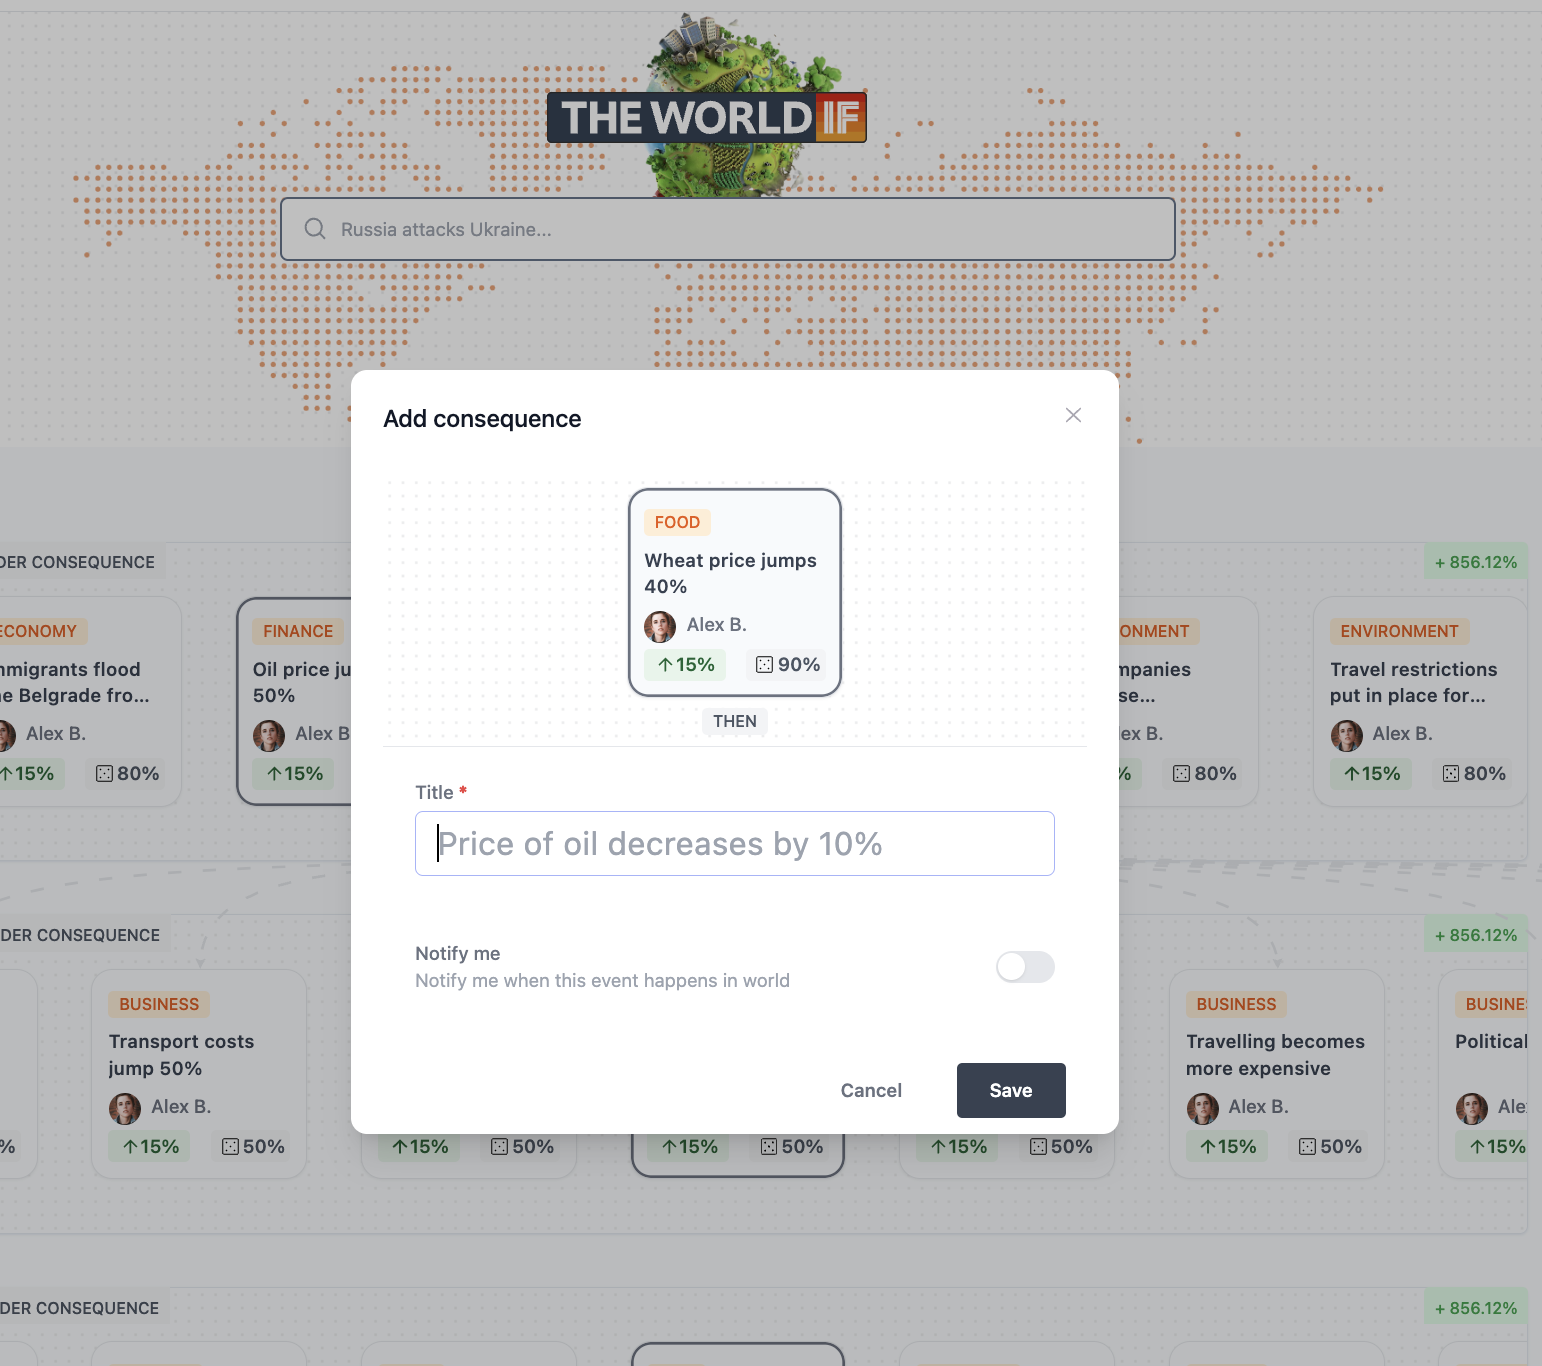 THE WORLD IF
Russia attacks Ukraine...
Add consequence
FOOD
Wheat price jumps
40%
Alex B.
15%
90%
THEN
Title *
Price of oil decreases by 10%
Notify me
Notify me when this event happens in world
Cancel
Save
DER CONSEQUENCE
+ 856.12%
ECONOMY
mmigrants flood
e Belgrade fro...
Alex B.
15%
80%
FINANCE
Oil price ju
50%
Alex B
15%
ONMENT
mpanies
se...
ex B.
%
80%
ENVIRONMENT
Travel restrictions
put in place for...
Alex B.
15%
80%
DER CONSEQUENCE
+ 856.12%
%
BUSINESS
Transport costs
jump 50%
Alex B.
15%
50%
15%
50%
15%
50%
15%
50%
BUSINESS
Travelling becomes
more expensive
Alex B.
15%
50%
BUSINE
Political
Ale
15%
DER CONSEQUENCE
+ 856.12%